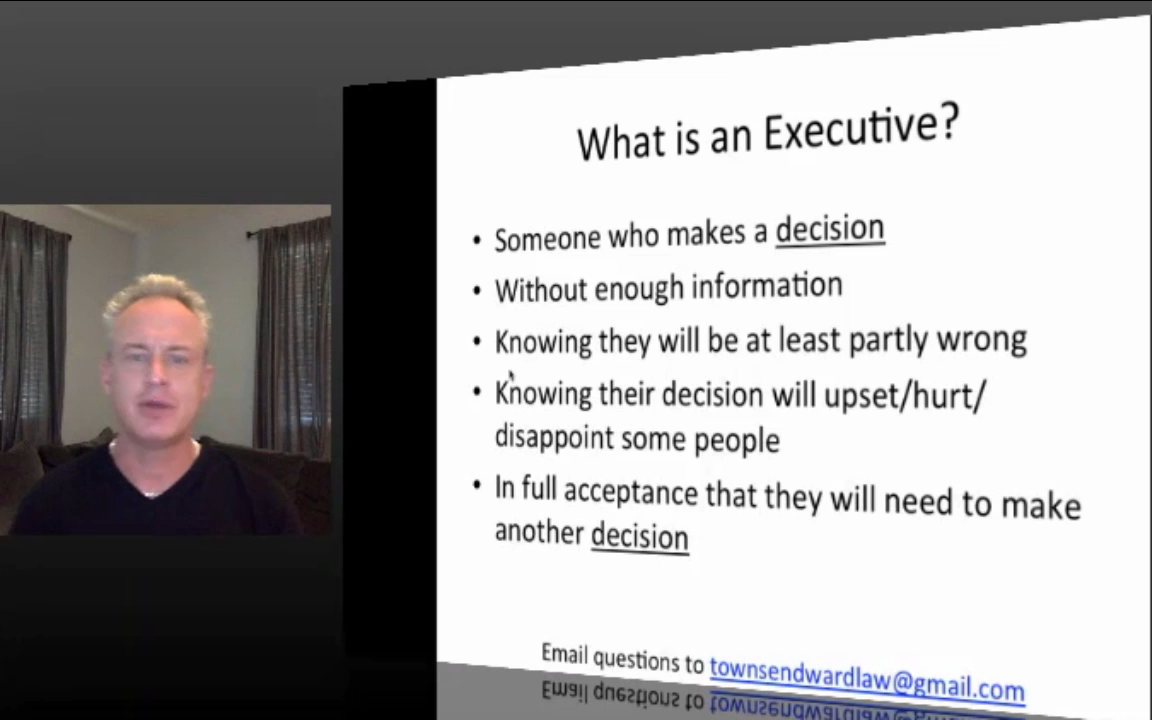 What is an Executive?
• Someone who makes a decision
• Without enough information
• Knowing they will be at least partly wrong
• Knowing their decision will upset/hurt/
disappoint some people
• In full acceptance that they will need to make
another decision
Email questions to townsendwardlaw@gmail.com